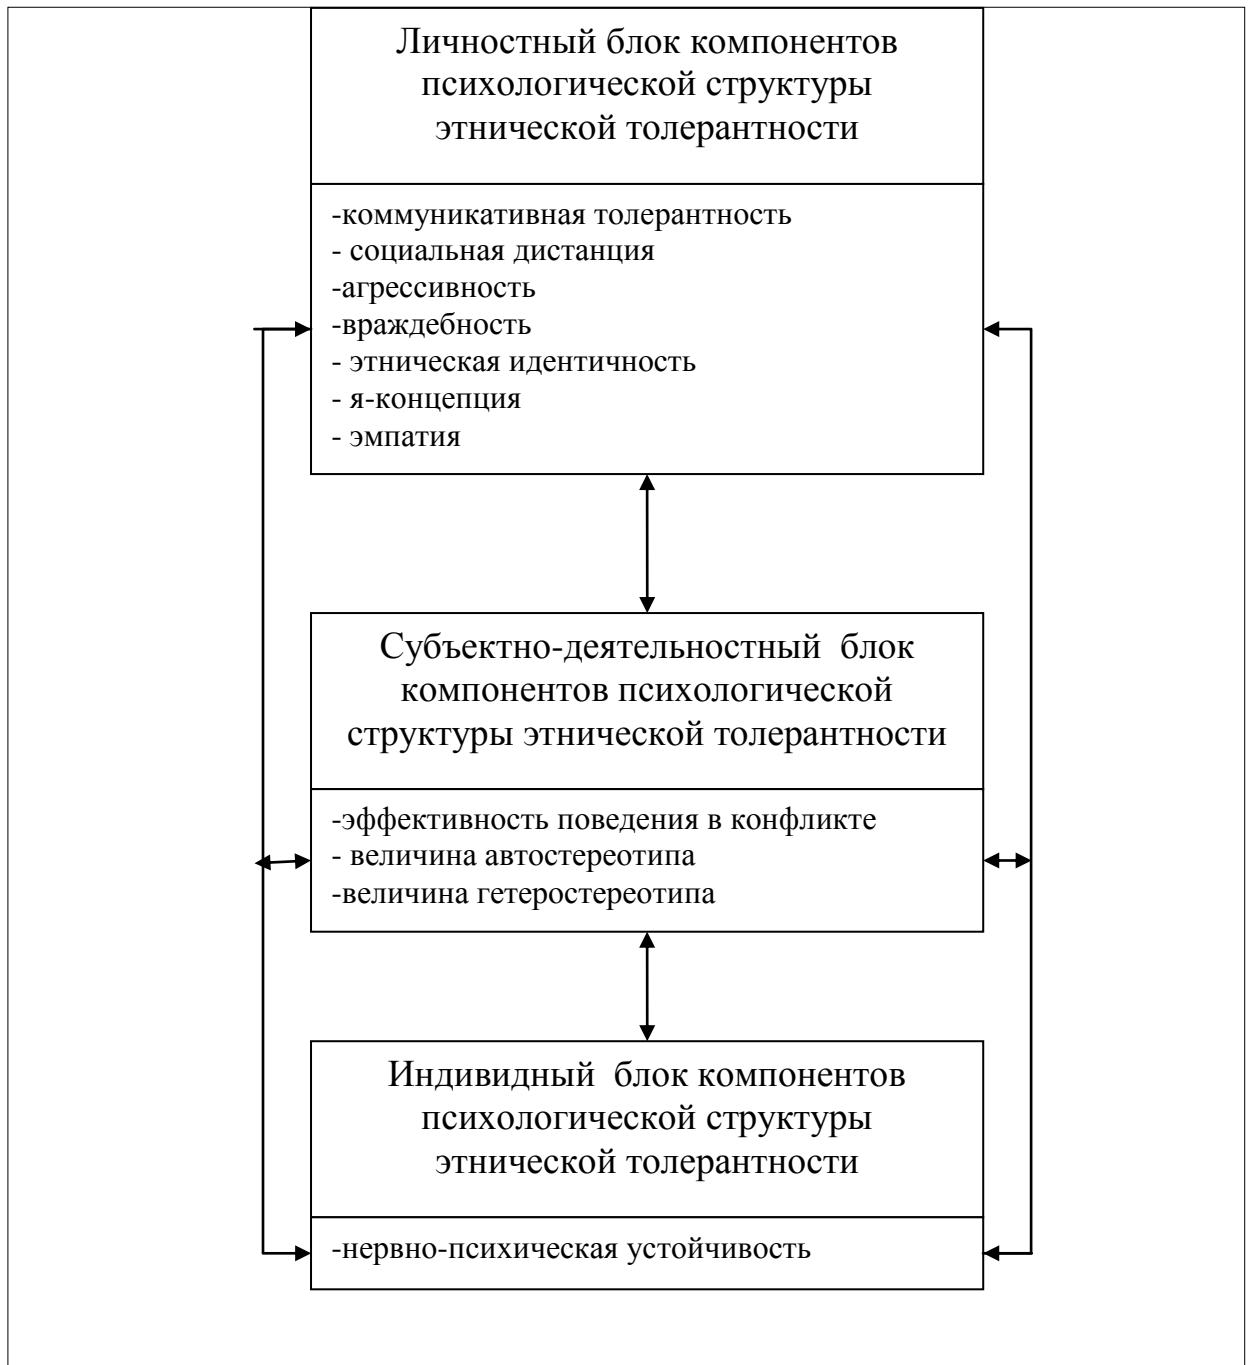 Личностный блок компонентов
психологической структуры
этнической толерантности
-коммуникативная толерантность
- социальная дистанция
-агрессивность
-враждебность
- этническая идентичность
- я-концепция
- эмпатия
Субъектно-деятельностный  блок
компонентов психологической
структуры этнической толерантности
-эффективность поведения в конфликте
- величина автостереотипа
-величина гетеростереотипа
Индивидный  блок компонентов
психологической структуры
этнической толерантности
-нервно-психическая устойчивость